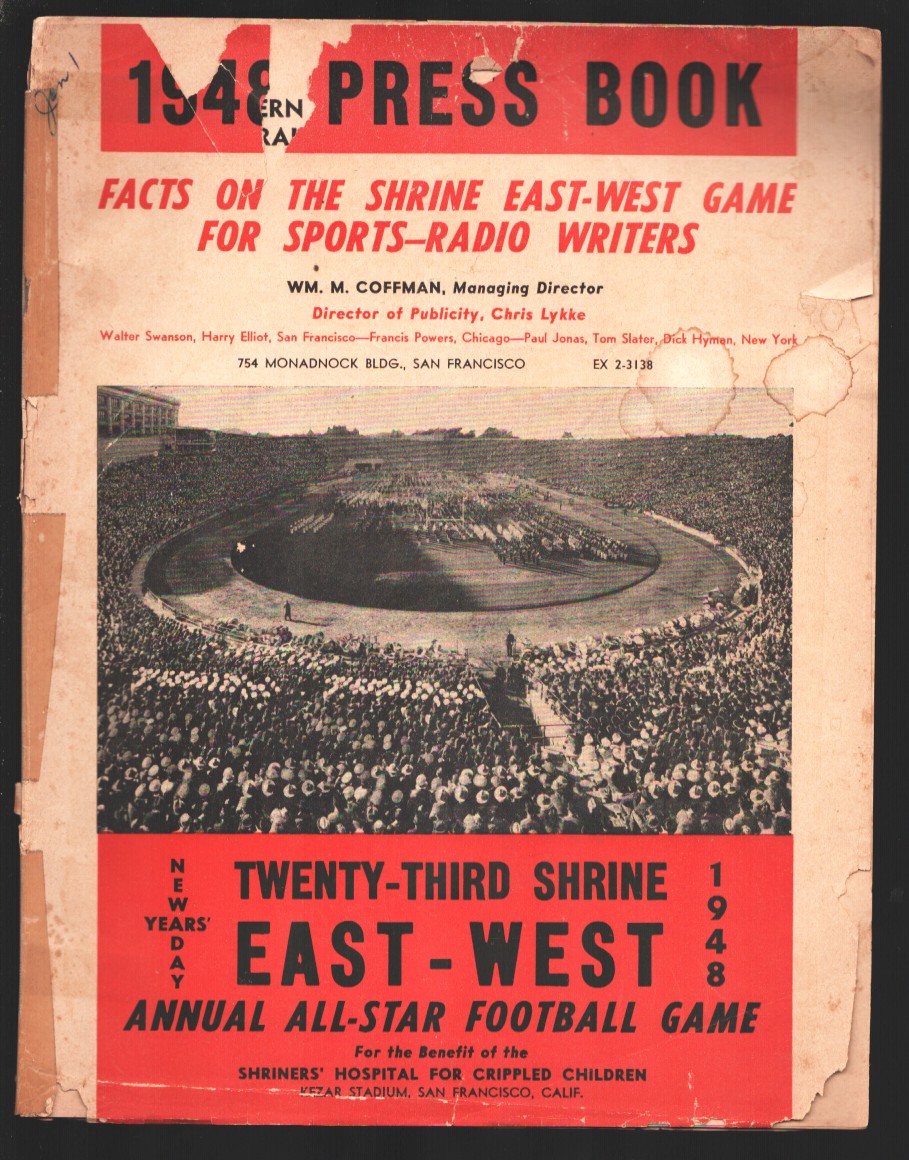 Jan 1
1948 PRESS BOOK
ERN
RAI
FACTS ON THE SHRINE EAST-WEST GAME
FOR SPORTS—RADIO WRITERS
WM. M. COFFMAN, Managing Director
Director of Publicity, Chris Lykke
Walter Swanson, Harry Elliot, San Francisco—Francis Powers, Chicago—Paul Jonas, Tom Slater, Dick Hyman, New York
754 MONADNOCK BLDG., SAN FRANCISCO EX 2-3138
NEW YEARS' DAY
TWENTY-THIRD SHRINE
1948
EAST-WEST
ANNUAL ALL-STAR FOOTBALL GAME
For the Benefit of the
SHRINERS' HOSPITAL FOR CRIPPLED CHILDREN
KEZAR STADIUM, SAN FRANCISCO, CALIF.